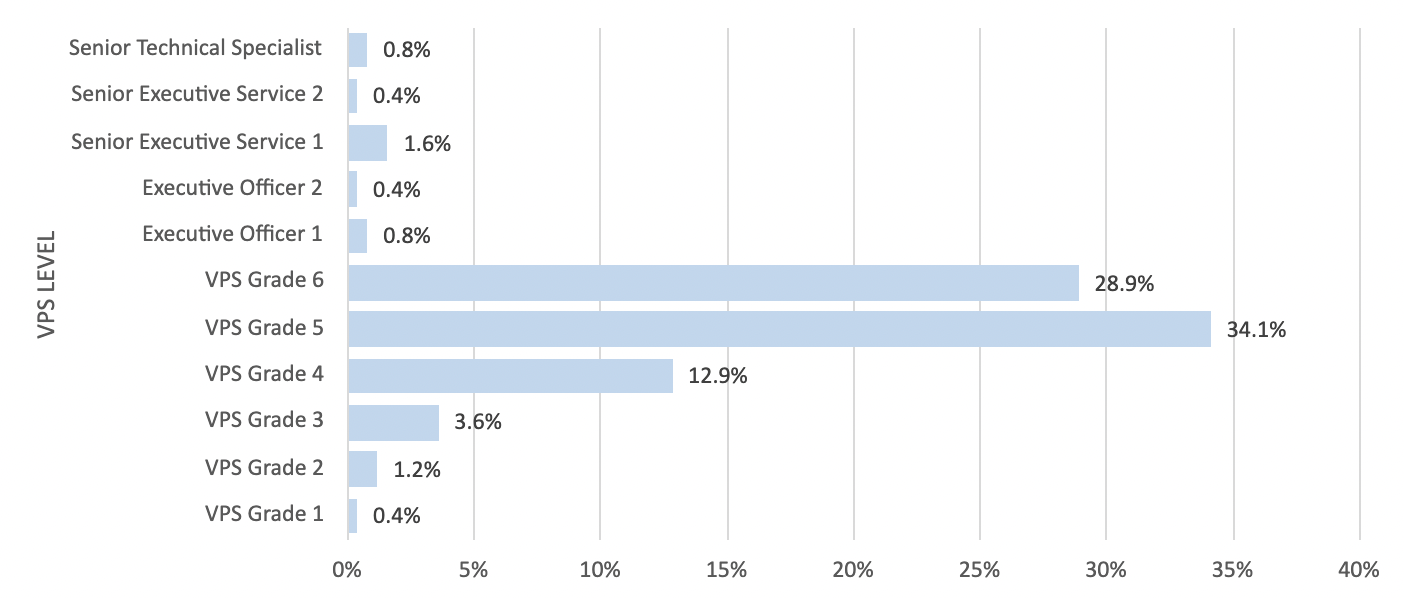 Senior Technical Specialist 0.8%
Senior Executive Service 2 0.4%
Senior Executive Service 1 1.6%
Executive Officer 2 0.4%
Executive Officer 1 0.8%
VPS Grade 6 28.9%
VPS Grade 5 34.1%
VPS Grade 4 12.9%
VPS Grade 3 3.6%
VPS Grade 2 1.2%
VPS Grade 1 0.4%
VPS LEVEL
0% 5% 10% 15% 20% 25% 30% 35% 40%